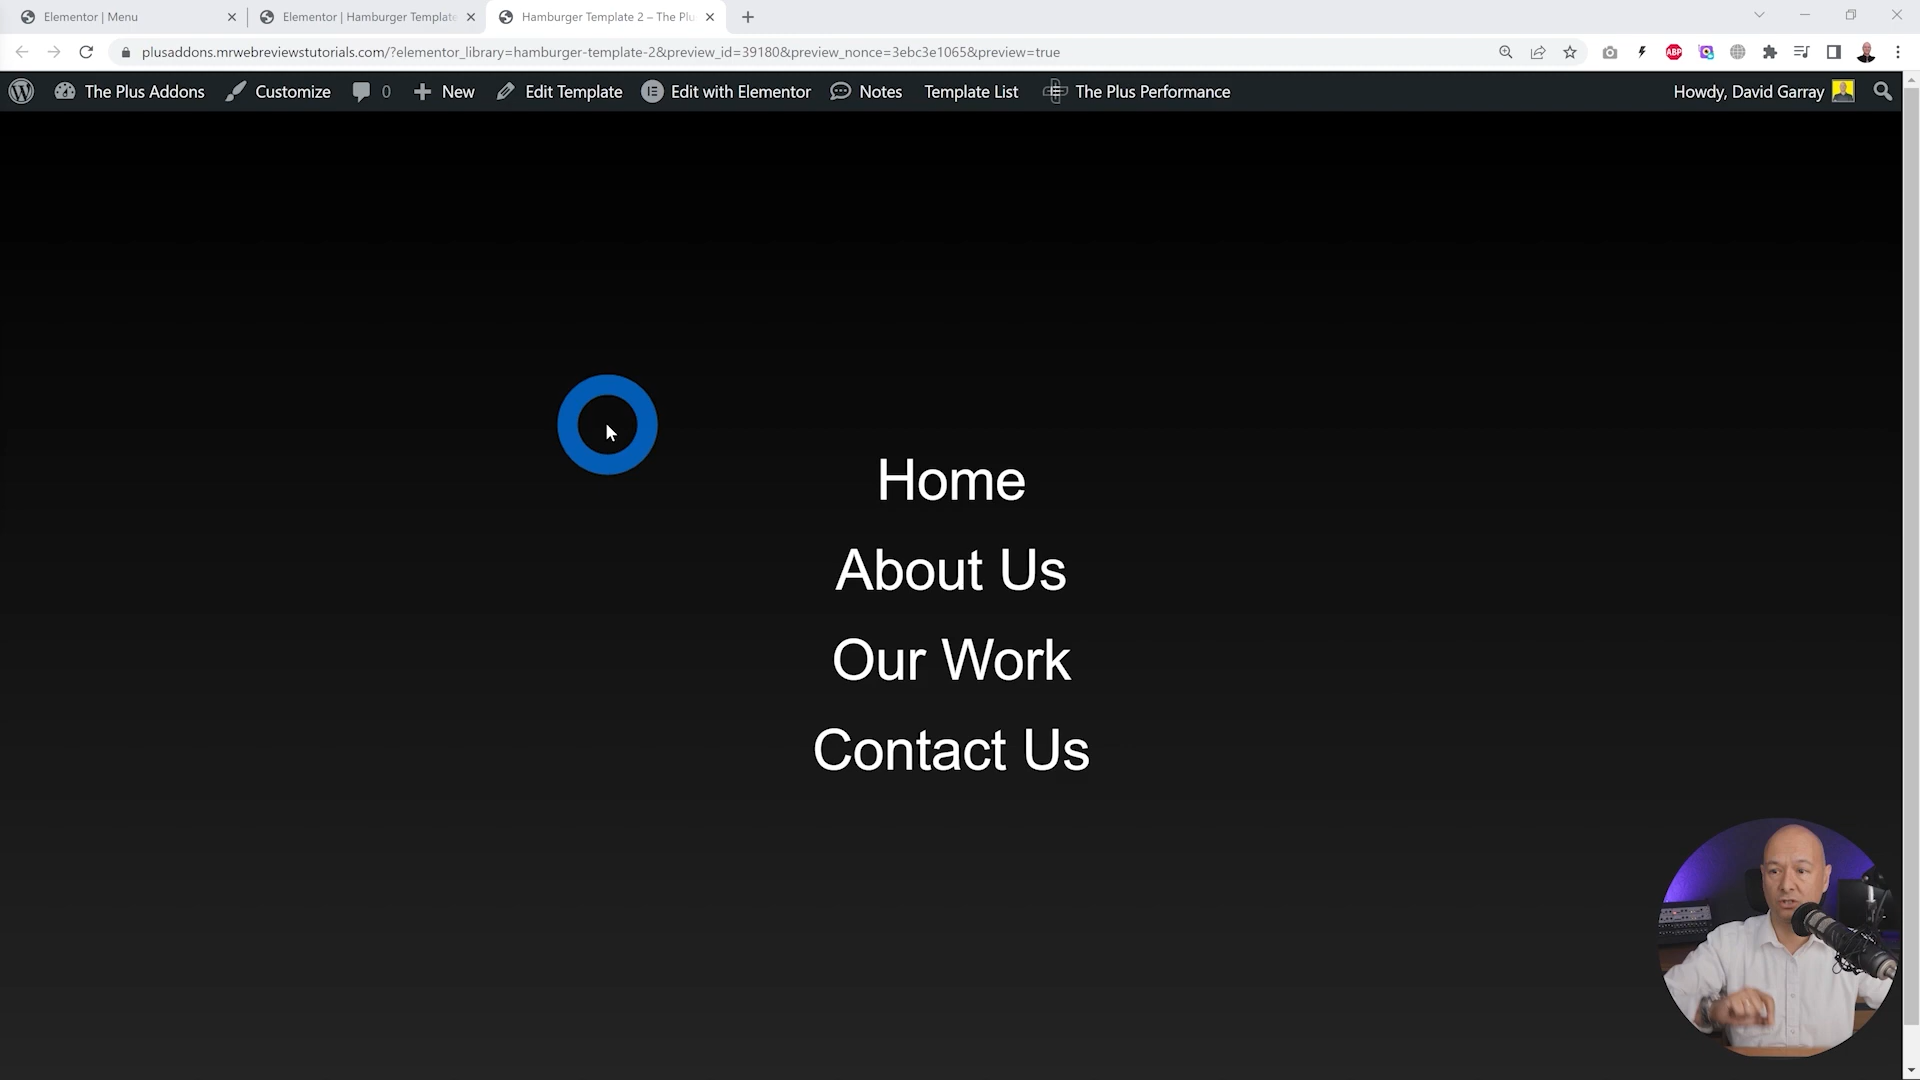 Elementor | Menu
Elementor | Hamburger Template
Hamburger Template 2 – The Plu
plusaddons.mrwebreviewstutorials.com/?elementor_library=hamburger-template-2&preview_id=39180&preview_nonce=3ebc3e1065&preview=true
ABP
The Plus Addons
Customize
0
New
Edit Template
Edit with Elementor
Notes
Template List
The Plus Performance
Howdy, David Garray
Home
About Us
Our Work
Contact Us